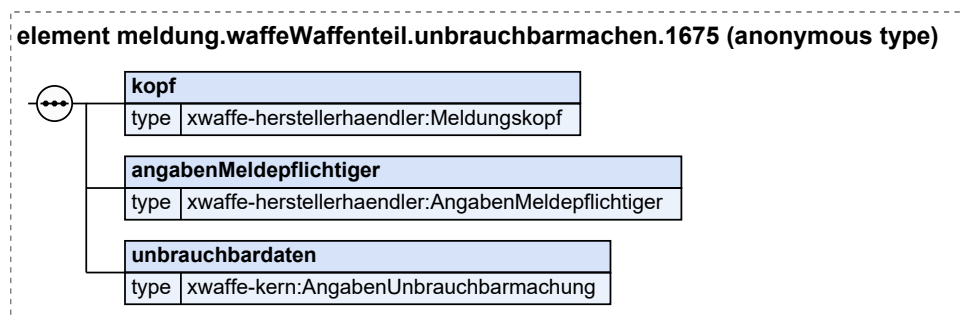 element meldung.waffeWaffenteil.unbrauchbarmachen.1675 (anonymous type)
kopf
type xwaffe-herstellerhaendler:Meldungskopf
angabenMeldepflichtiger
type xwaffe-herstellerhaendler:AngabenMeldepflichtiger
unbrauchbardaten
type xwaffe-kern:AngabenUnbrauchbarmachung